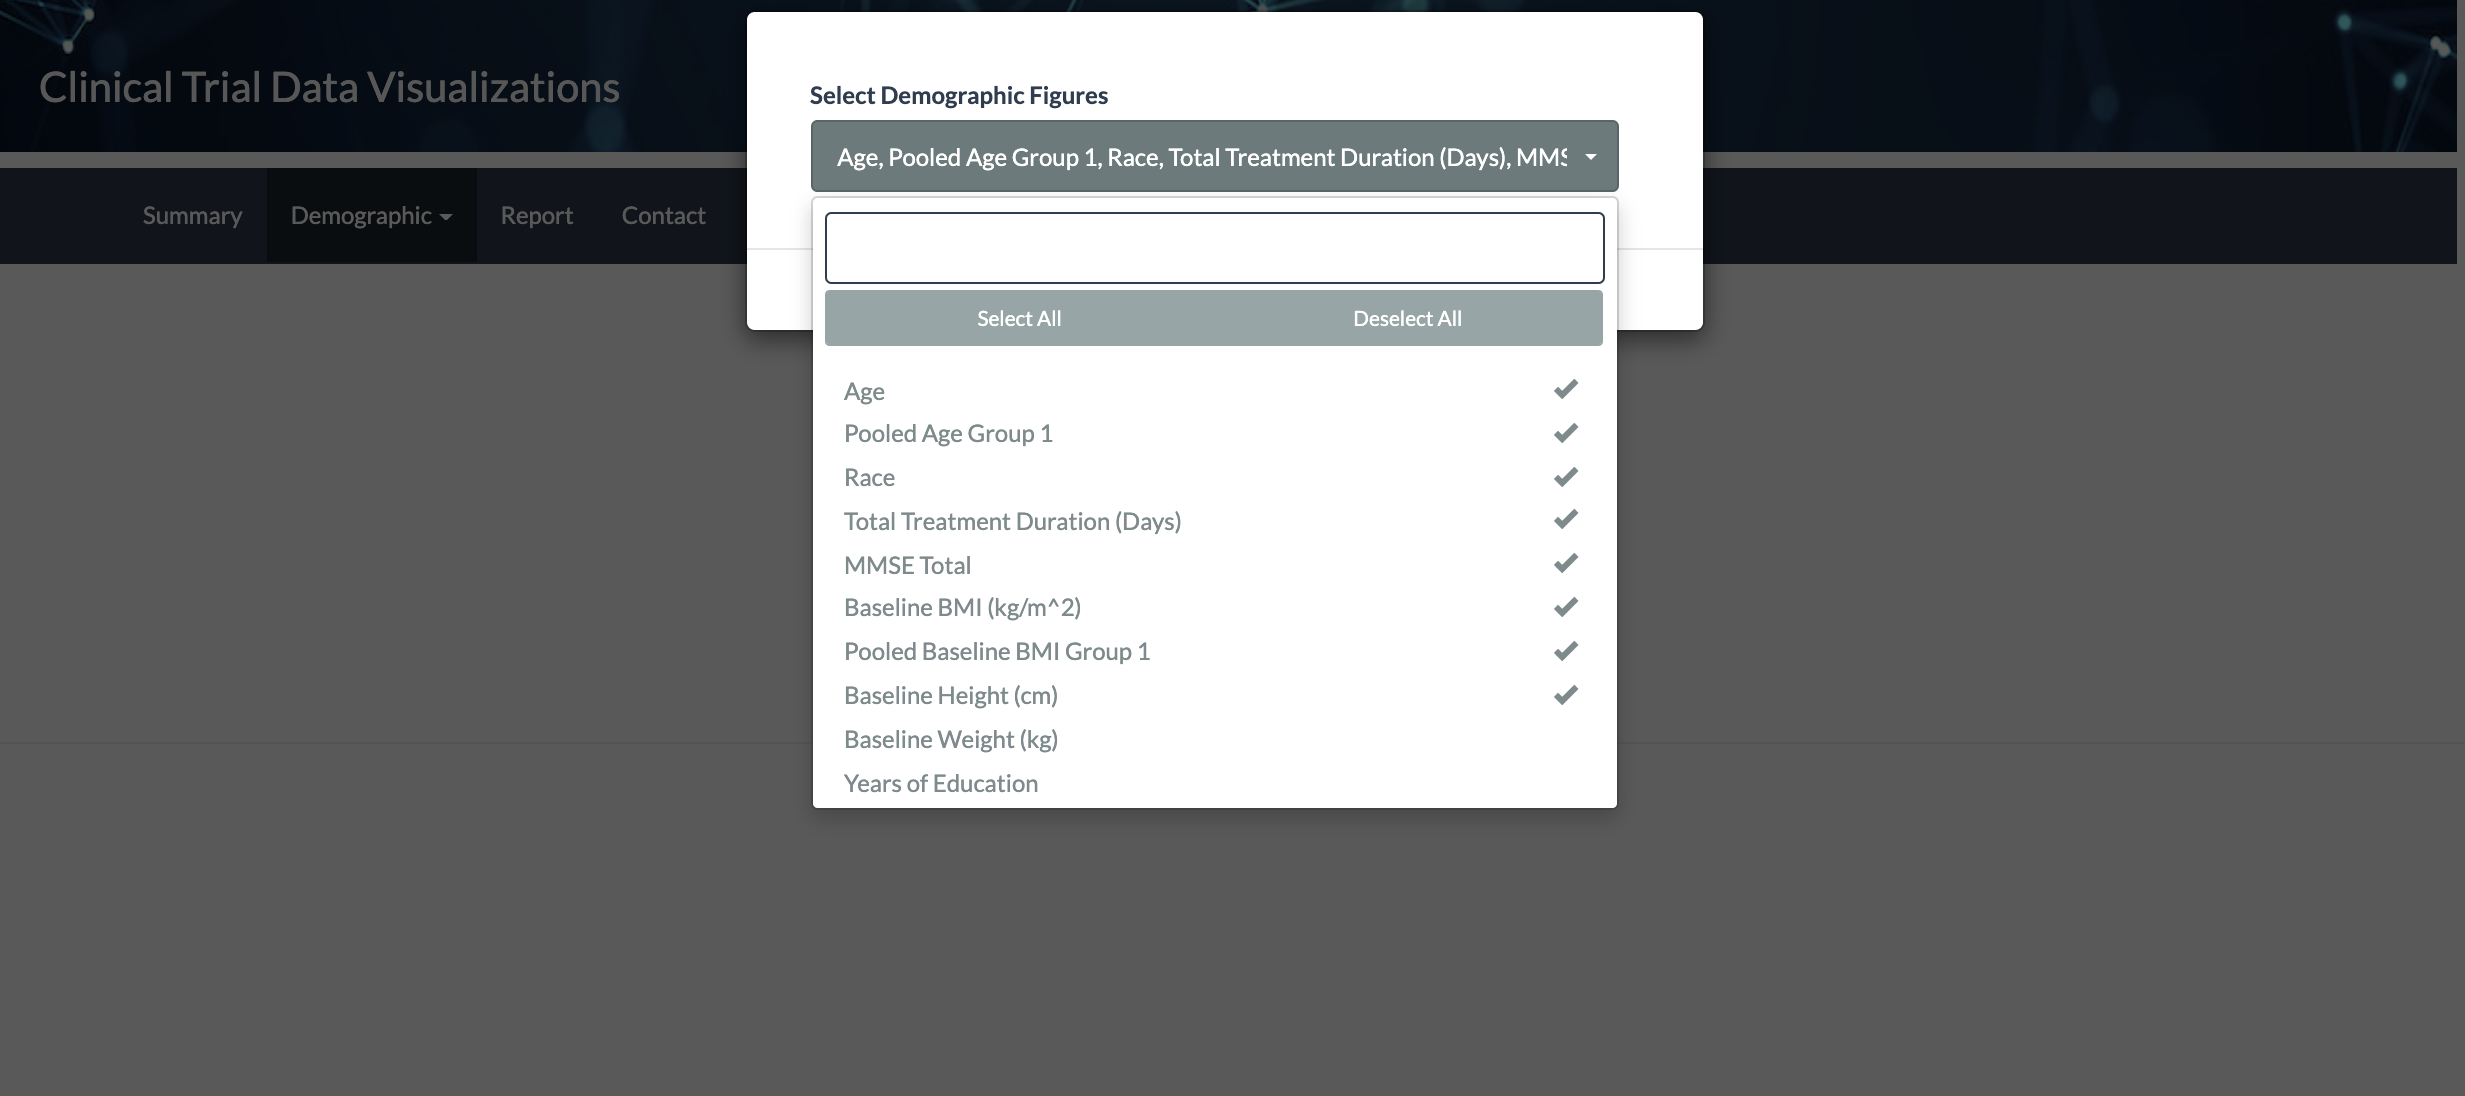 Clinical Trial Data Visualizations
Summary
Demographic
Report
Contact
Select Demographic Figures
Age, Pooled Age Group 1, Race, Total Treatment Duration (Days), MMS
Select All
Deselect All
Age
Pooled Age Group 1
Race
Total Treatment Duration (Days)
MMSE Total
Baseline BMI (kg/m^2)
Pooled Baseline BMI Group 1
Baseline Height (cm)
Baseline Weight (kg)
Years of Education